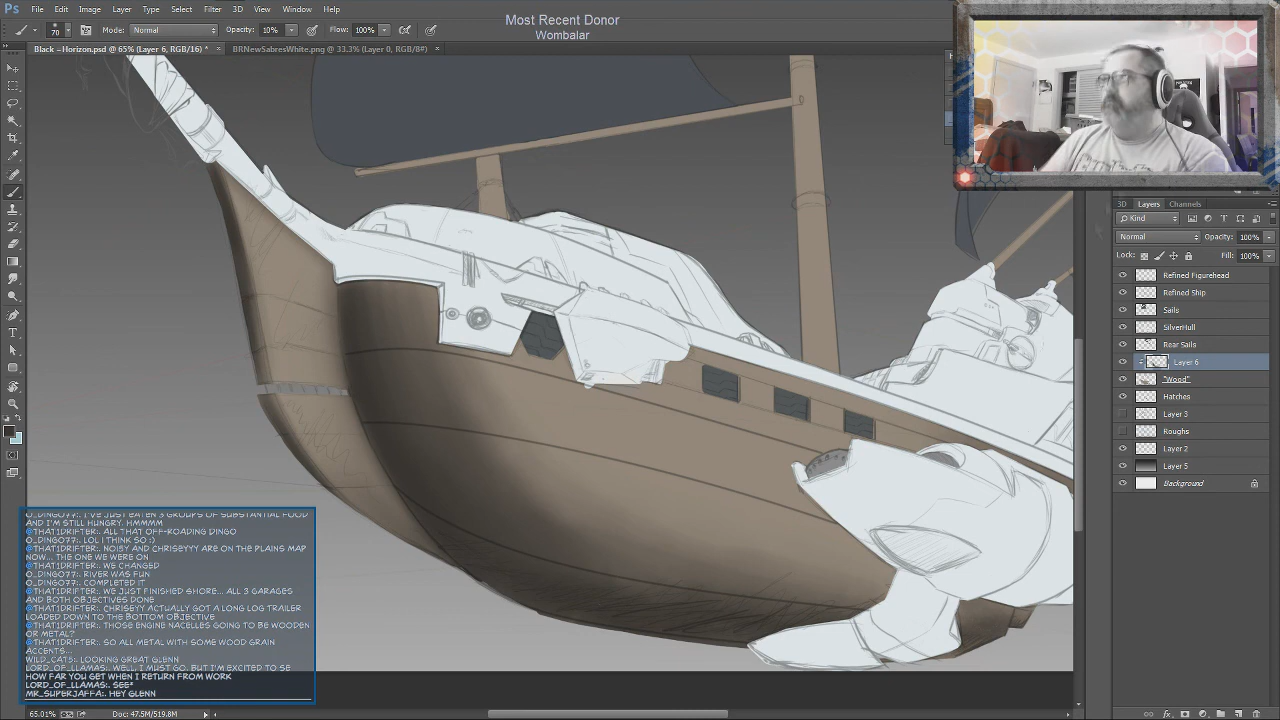 Ps File Edit Image Layer Type Select Filter 3D View Window Help
Most Recent Donor
Wombalar
70 Mode: Normal Opacity: 10% Flow: 100%
Black --Horizon.psd @ 65% (Layer 6, RGB/16) * × BRNewSabresWhite.png @ 33.3% (Layer 0, RGB/8#) ×
3D Layers Channels
Kind
Normal Opacity: 100%
Lock: Fill: 100%
Refined Figurehead
Refined Ship
Sails
SilverHull
Rear Sails
Layer 6
"Wood"
Hatches
Layer 3
Roughs
Layer 2
Layer 5
Background
O_DINGO77:. I'VE JUST EATEN 3 GROUPS OF SUBSTANTIAL FOOD
AND I'M STILL HUNGRY. HMMMM
@THAT1DRIFTER:. ALL THAT OFF-ROADING DINGO
O_DINGO77:. LOL I THINK SO :)
@THAT1DRIFTER:. NOISY AND CHRISEYYY ARE ON THE PLAINS MAP
NOW... THE ONE WE WERE ON
@THAT1DRIFTER:. WE CHANGED
O_DINGO77:. RIVER WAS FUN
O_DINGO77:. COMPLETED IT
@THAT1DRIFTER:. WE JUST FINISHED SHORE... ALL 3 GARAGES
AND BOTH OBJECTIVES DONE
@THAT1DRIFTER:. CHRISEYY ACTUALLY GOT A LONG LOG TRAILER
LOADED DOWN TO THE BOTTOM OBJECTIVE
@THAT1DRIFTER:. THOSE ENGINE NACELLES GOING TO BE WOODEN
OR METAL?
@THAT1DRIFTER:. SO ALL METAL WITH SOME WOOD GRAIN
ACCENTS...
WILD_CATS:. LOOKING GREAT GLENN
LORD_OF_LLAMAS:. WELL, I MUST GO, BUT I'M EXCITED TO SE
HOW FAR YOU GET WHEN I RETURN FROM WORK
LORD_OF_LLAMAS:. SEE*
MR_SUPERJAFFA:. HEY GLENN
65.01% Doc: 47.5M/519.8M